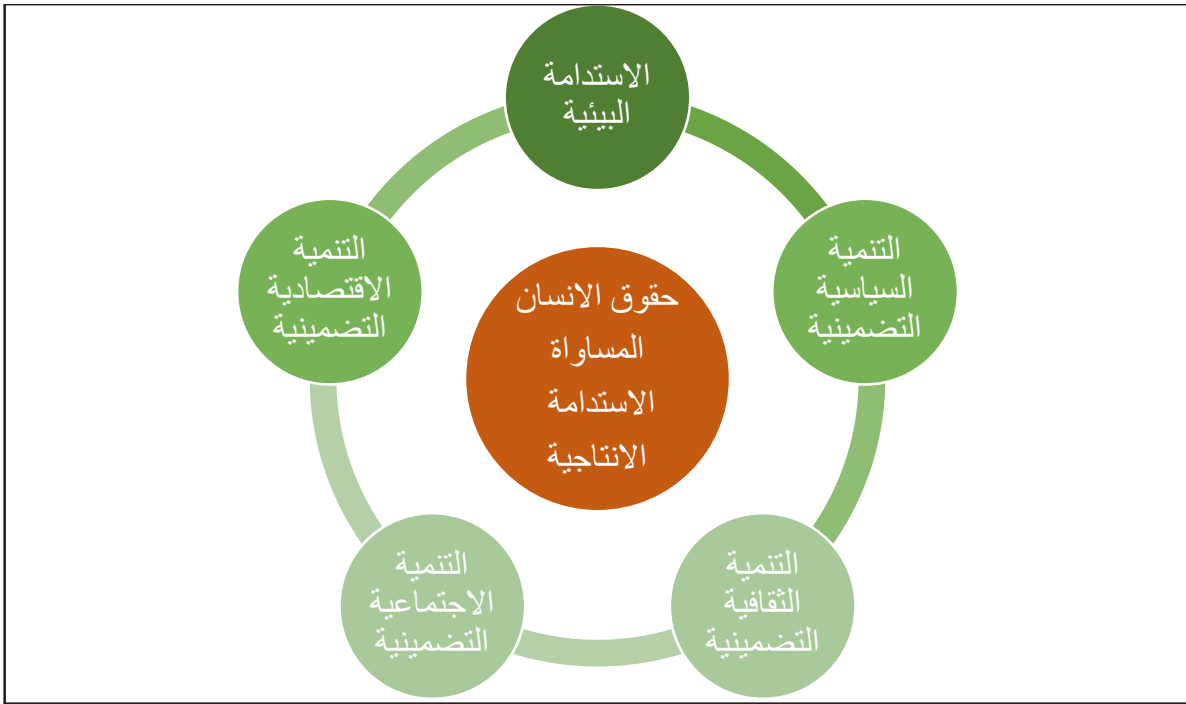 الاستدامة
البيئية
التنمية
السياسية
التضمينية
التنمية
الثقافية
التضمينية
التنمية
الاجتماعية
التضمينية
التنمية
الاقتصادية
التضمينية
حقوق الانسان
المساواة
الاستدامة
الانتاجية